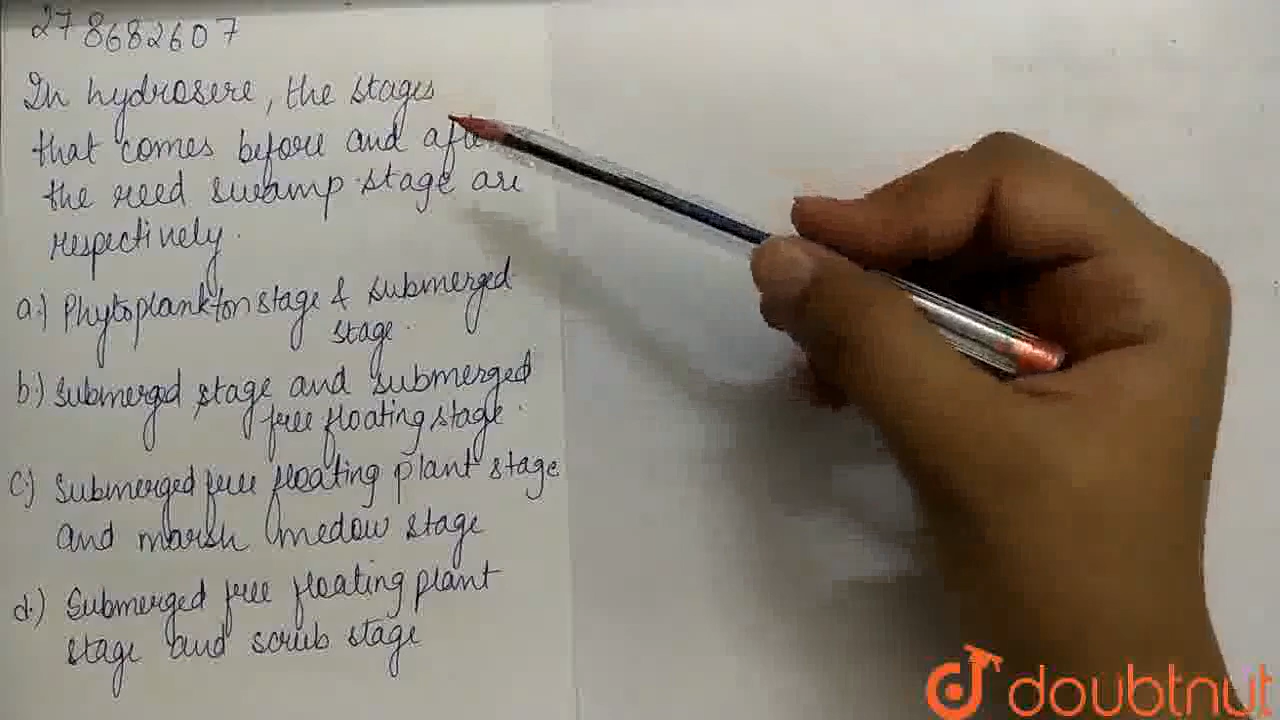 278682607
In hydrosere, the stages
that comes before and after
the reed swamp stage are
respectively.
a.) Phytoplankton stage & submerged
stage.
b.) Submerged stage and submerged
free floating stage.
c) Submerged free floating plant stage
and marsh medow stage
d.) Submerged free floating plant
stage and scrub stage
doubtnut